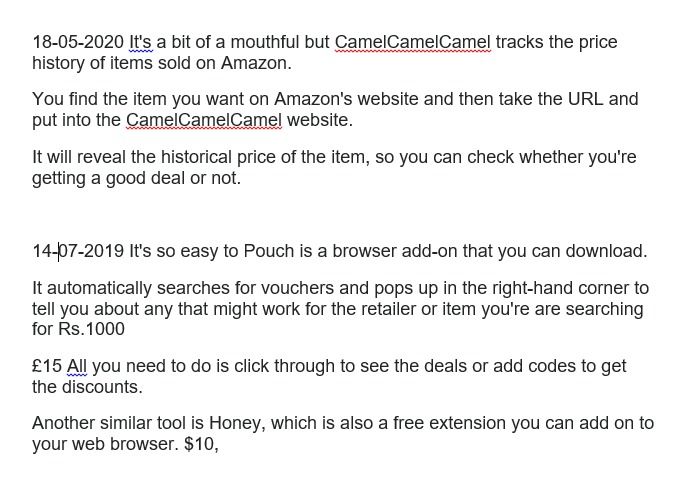 18-05-2020 It's a bit of a mouthful but CamelCamelCamel tracks the price
history of items sold on Amazon.
You find the item you want on Amazon's website and then take the URL and
put into the CamelCamelCamel website.
It will reveal the historical price of the item, so you can check whether you're
getting a good deal or not.
14-07-2019 It's so easy to Pouch is a browser add-on that you can download.
It automatically searches for vouchers and pops up in the right-hand corner to
tell you about any that might work for the retailer or item you're are searching
for Rs.1000
£15 All you need to do is click through to see the deals or add codes to get
the discounts.
Another similar tool is Honey, which is also a free extension you can add on to
your web browser. $10,